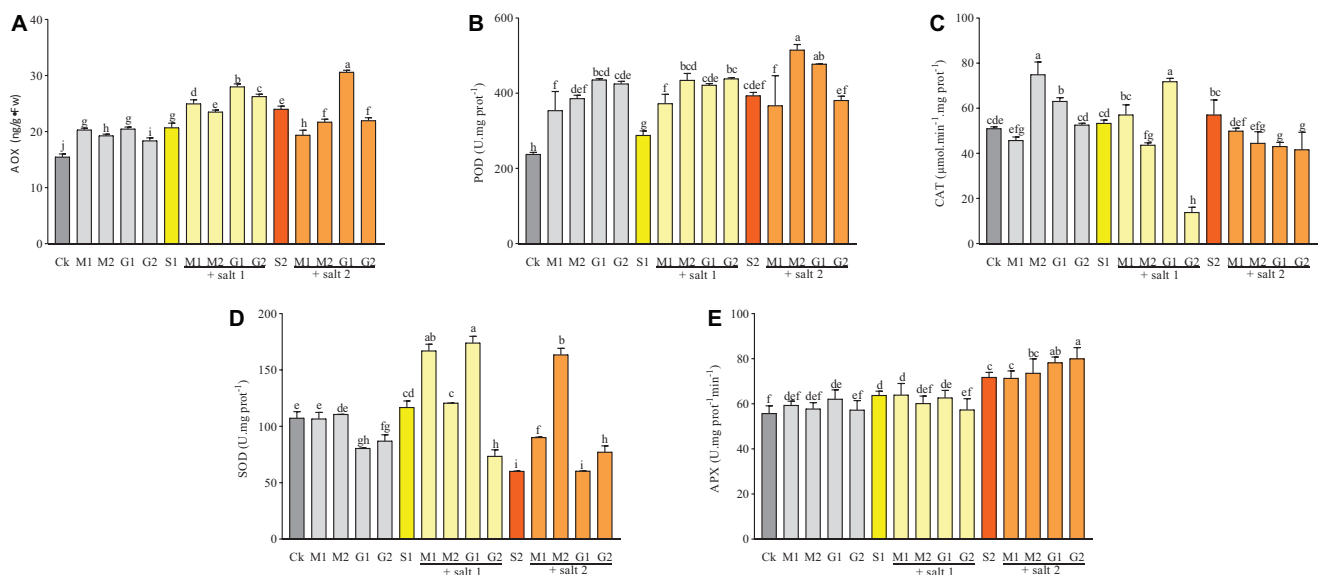 A
AOX (ng/g•Fw)
40
30
20
10
0
j g h g i g d e b c e h f a f
Ck M1 M2 G1 G2 S1 M1 M2 G1 G2 S2 M1 M2 G1 G2
+ salt 1 + salt 2
B
POD (U.mg prot⁻¹)
600
400
200
0
h f def bcd cde g f bcd cde bc cdef f a ab ef
Ck M1 M2 G1 G2 S1 M1 M2 G1 G2 S2 M1 M2 G1 G2
+ salt 1 + salt 2
C
CAT (µmol.min⁻¹.mg prot⁻¹)
100
80
60
40
20
0
cde efg a b cd cd bc fg a h bc def efg g g
Ck M1 M2 G1 G2 S1 M1 M2 G1 G2 S2 M1 M2 G1 G2
+ salt 1 + salt 2
D
SOD (U.mg prot⁻¹)
200
150
100
50
0
e e de gh fg cd ab c a h i f b i h
Ck M1 M2 G1 G2 S1 M1 M2 G1 G2 S2 M1 M2 G1 G2
+ salt 1 + salt 2
E
APX (U.mg prot⁻¹min⁻¹)
100
80
60
40
20
0
f def def de ef d d def de ef c c bc ab a
Ck M1 M2 G1 G2 S1 M1 M2 G1 G2 S2 M1 M2 G1 G2
+ salt 1 + salt 2